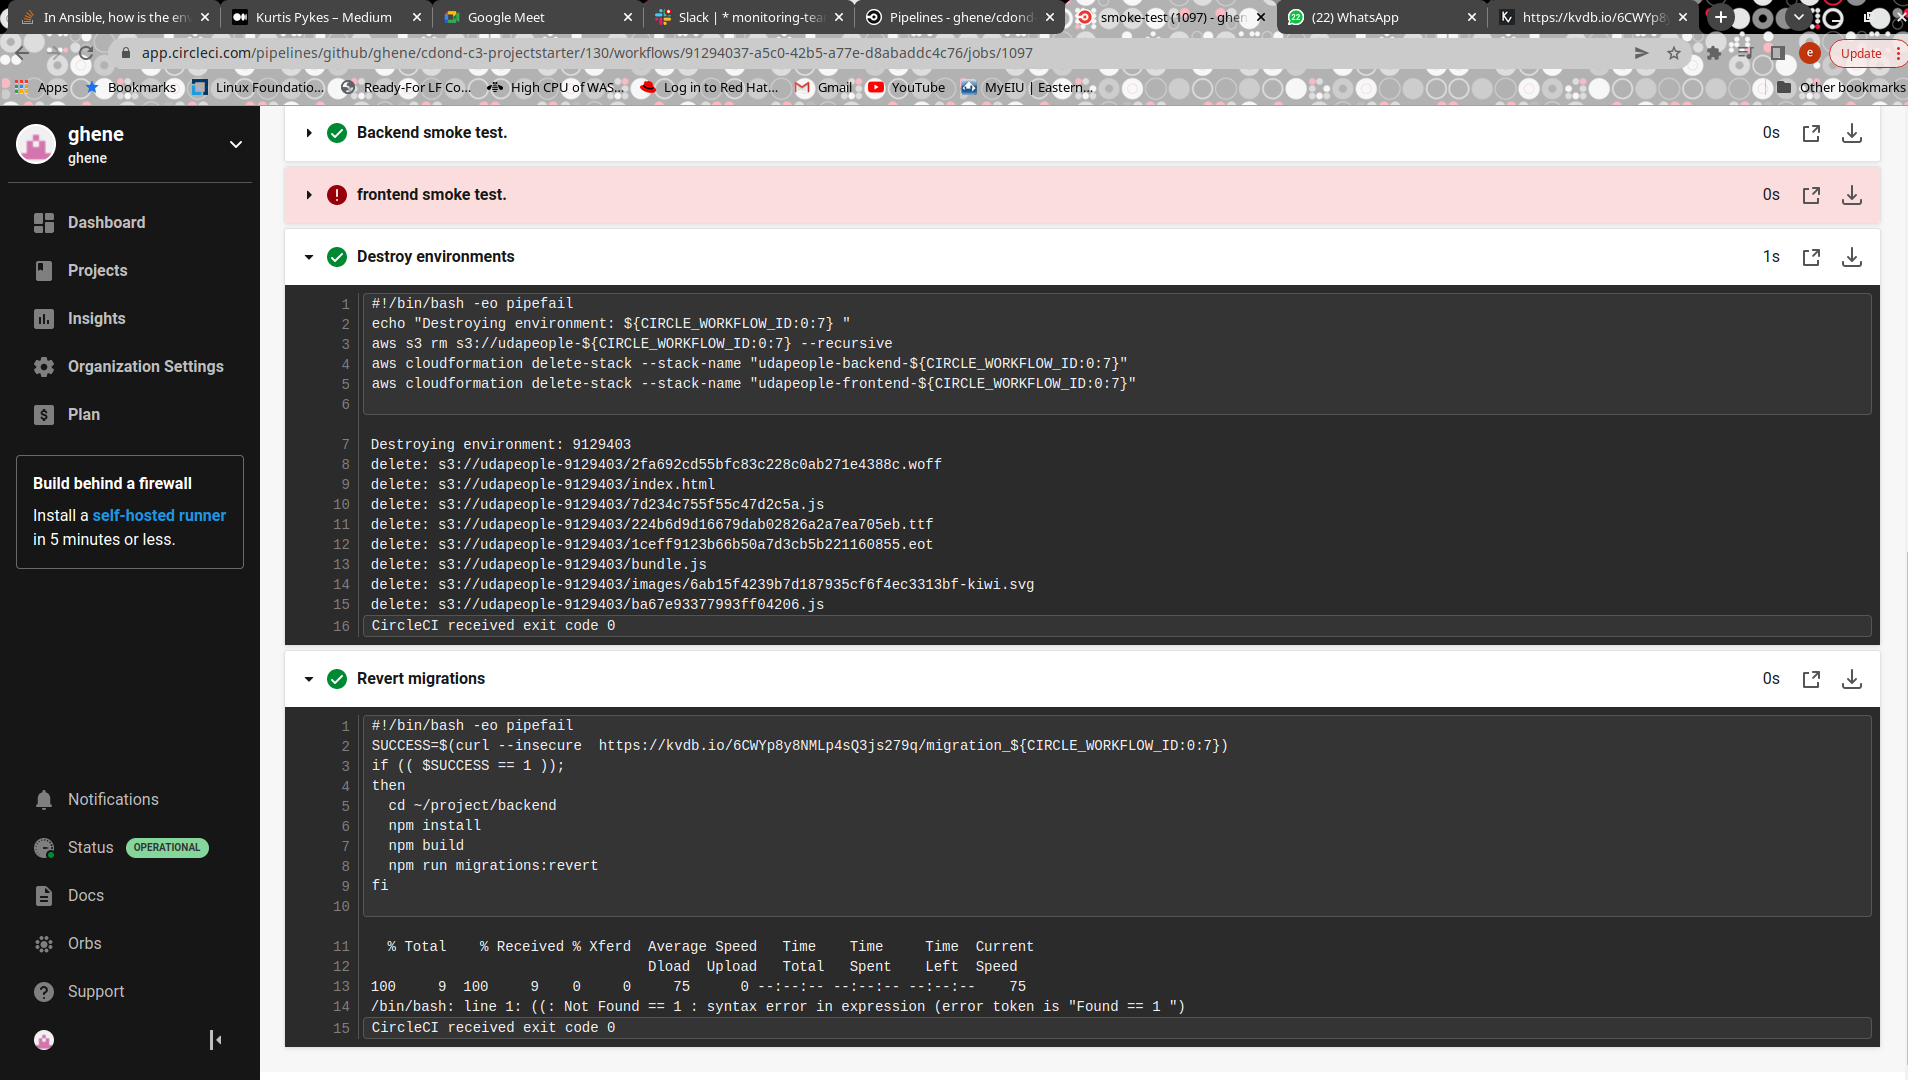 In Ansible, how is the en
Kurtis Pykes – Medium
Google Meet
Slack | * monitoring-tea
Pipelines - ghene/cdond-
smoke-test (1097) - ghen
(22) WhatsApp
https://kvdb.io/6CWYp8y
app.circleci.com/pipelines/github/ghene/cdond-c3-projectstarter/130/workflows/91294037-a5c0-42b5-a77e-d8abaddc4c76/jobs/1097
e
Update
Apps
Bookmarks
Linux Foundatio...
Ready-For LF Co...
High CPU of WAS...
Log in to Red Hat...
Gmail
YouTube
MyEIU | Eastern...
Other bookmarks
ghene
ghene
Dashboard
Projects
Insights
Organization Settings
Plan
Build behind a firewall
Install a self-hosted runner
in 5 minutes or less.
Notifications
Status OPERATIONAL
Docs
Orbs
Support
Backend smoke test. 0s
frontend smoke test. 0s
Destroy environments 1s
1 #!/bin/bash -eo pipefail
2 echo "Destroying environment: ${CIRCLE_WORKFLOW_ID:0:7} "
3 aws s3 rm s3://udapeople-${CIRCLE_WORKFLOW_ID:0:7} --recursive
4 aws cloudformation delete-stack --stack-name "udapeople-backend-${CIRCLE_WORKFLOW_ID:0:7}"
5 aws cloudformation delete-stack --stack-name "udapeople-frontend-${CIRCLE_WORKFLOW_ID:0:7}"
6
7 Destroying environment: 9129403
8 delete: s3://udapeople-9129403/2fa692cd55bfc83c228c0ab271e4388c.woff
9 delete: s3://udapeople-9129403/index.html
10 delete: s3://udapeople-9129403/7d234c755f55c47d2c5a.js
11 delete: s3://udapeople-9129403/224b6d9d16679dab02826a2a7ea705eb.ttf
12 delete: s3://udapeople-9129403/1ceff9123b66b50a7d3cb5b221160855.eot
13 delete: s3://udapeople-9129403/bundle.js
14 delete: s3://udapeople-9129403/images/6ab15f4239b7d187935cf6f4ec3313bf-kiwi.svg
15 delete: s3://udapeople-9129403/ba67e93377993ff04206.js
16 CircleCI received exit code 0
Revert migrations 0s
1 #!/bin/bash -eo pipefail
2 SUCCESS=$(curl --insecure  https://kvdb.io/6CWYp8y8NMLp4sQ3js279q/migration_${CIRCLE_WORKFLOW_ID:0:7})
3 if (( $SUCCESS == 1 ));
4 then
5 cd ~/project/backend
6 npm install
7 npm build
8 npm run migrations:revert
9 fi
10
11 % Total % Received % Xferd Average Speed Time Time Time Current
12 Dload Upload Total Spent Left Speed
13 100 9 100 9 0 0 75 0 --:--:-- --:--:-- --:--:-- 75
14 /bin/bash: line 1: ((: Not Found == 1 : syntax error in expression (error token is "Found == 1 ")
15 CircleCI received exit code 0